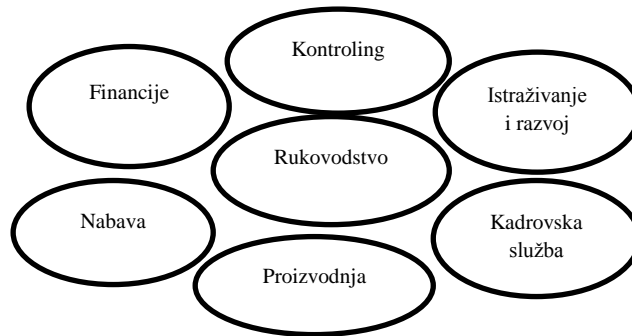 Kontroling
Financije
Istraživanje
i razvoj
Rukovodstvo
Nabava
Kadrovska
služba
Proizvodnja